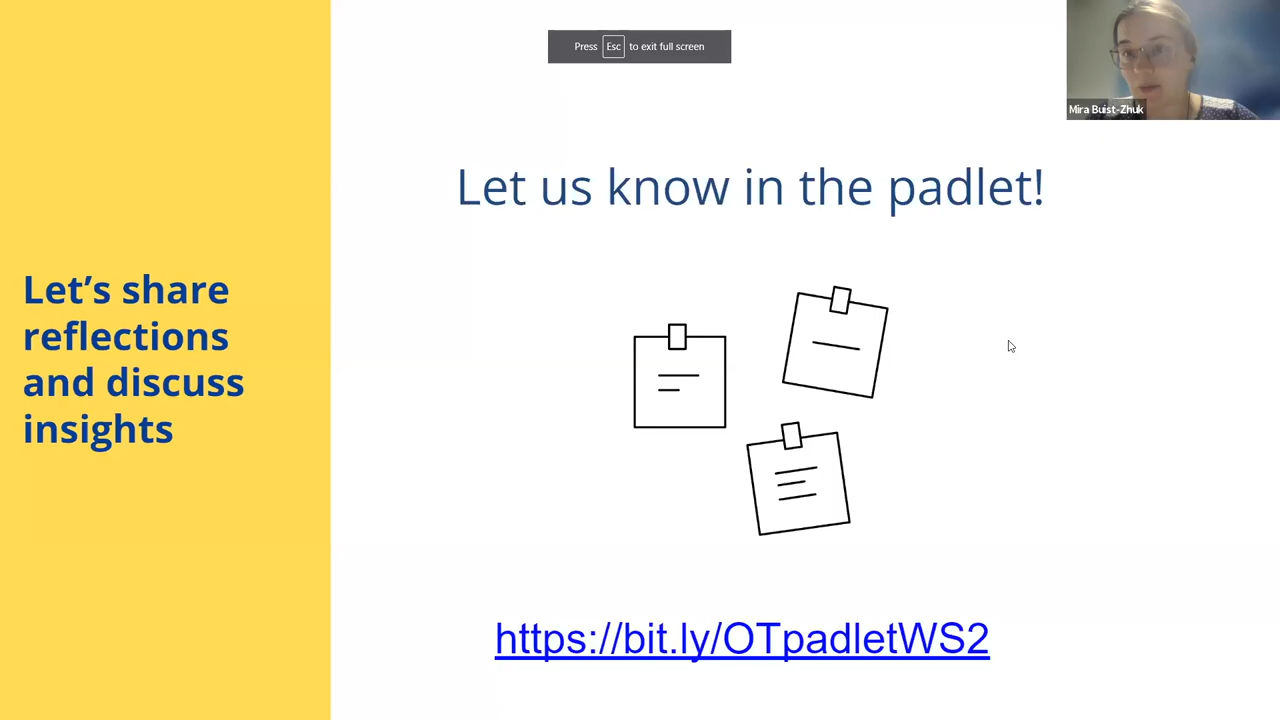 Press Esc to exit full screen
Mira Buist-Zhuk
Let us know in the padlet!
Let’s share
reflections
and discuss
insights
https://bit.ly/OTpadletWS2